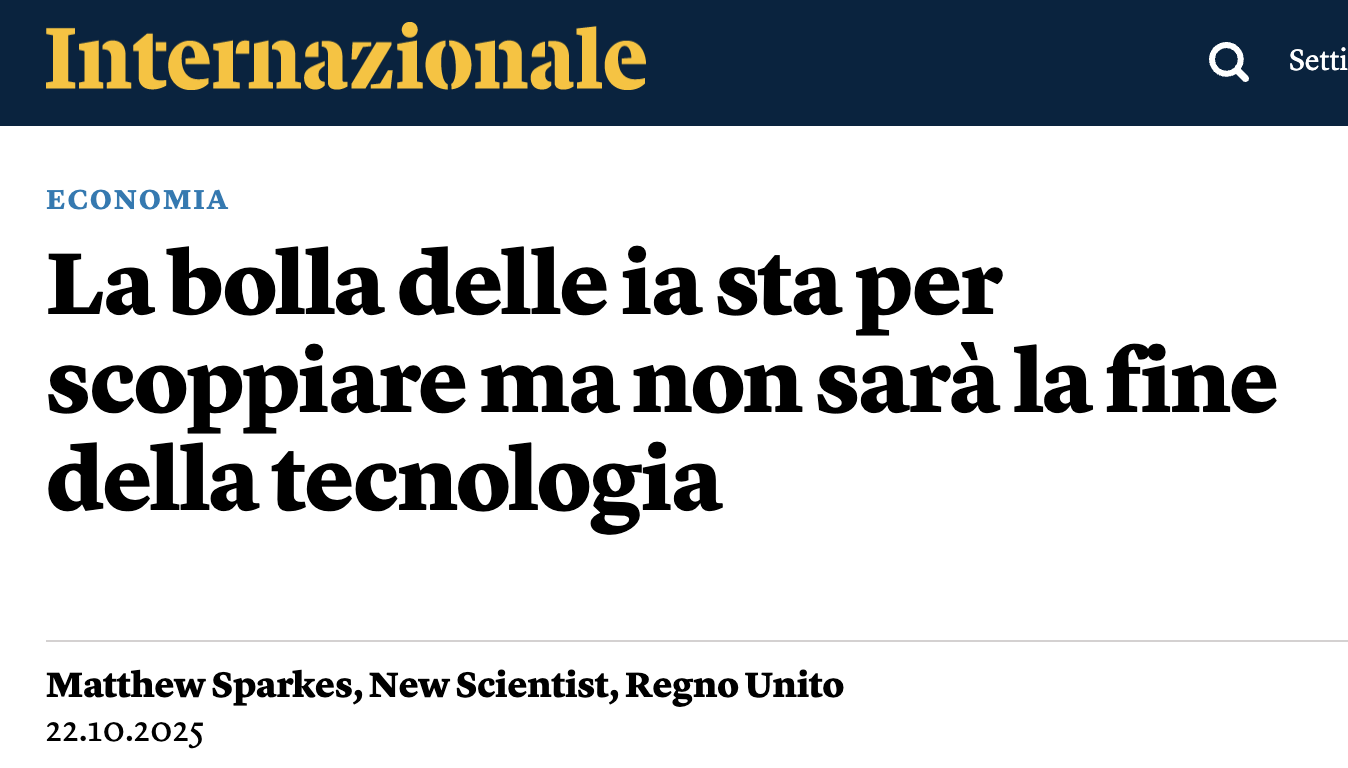 Internazionale
Setti
ECONOMIA
La bolla delle ia sta per
scoppiare ma non sarà la fine
della tecnologia
Matthew Sparkes, New Scientist, Regno Unito
22.10.2025